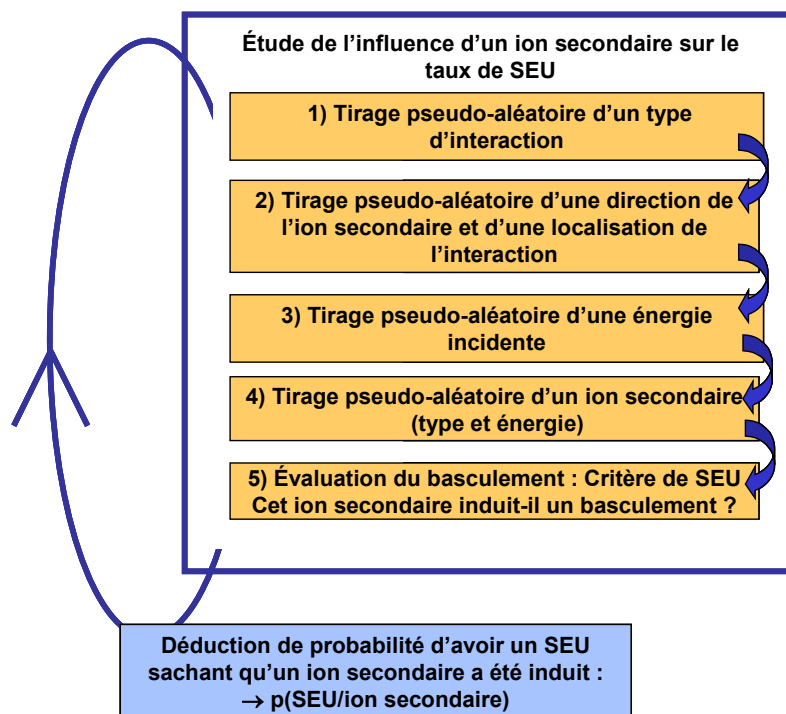 Étude de l’influence d’un ion secondaire sur le
taux de SEU
1) Tirage pseudo-aléatoire d’un type
d’interaction
2) Tirage pseudo-aléatoire d’une direction de
l’ion secondaire et d’une localisation de
l’interaction
3) Tirage pseudo-aléatoire d’une énergie
incidente
4) Tirage pseudo-aléatoire d’un ion secondaire
(type et énergie)
5) Évaluation du basculement : Critère de SEU
Cet ion secondaire induit-il un basculement ?
Déduction de probabilité d’avoir un SEU
sachant qu’un ion secondaire a été induit :
→ p(SEU/ion secondaire)